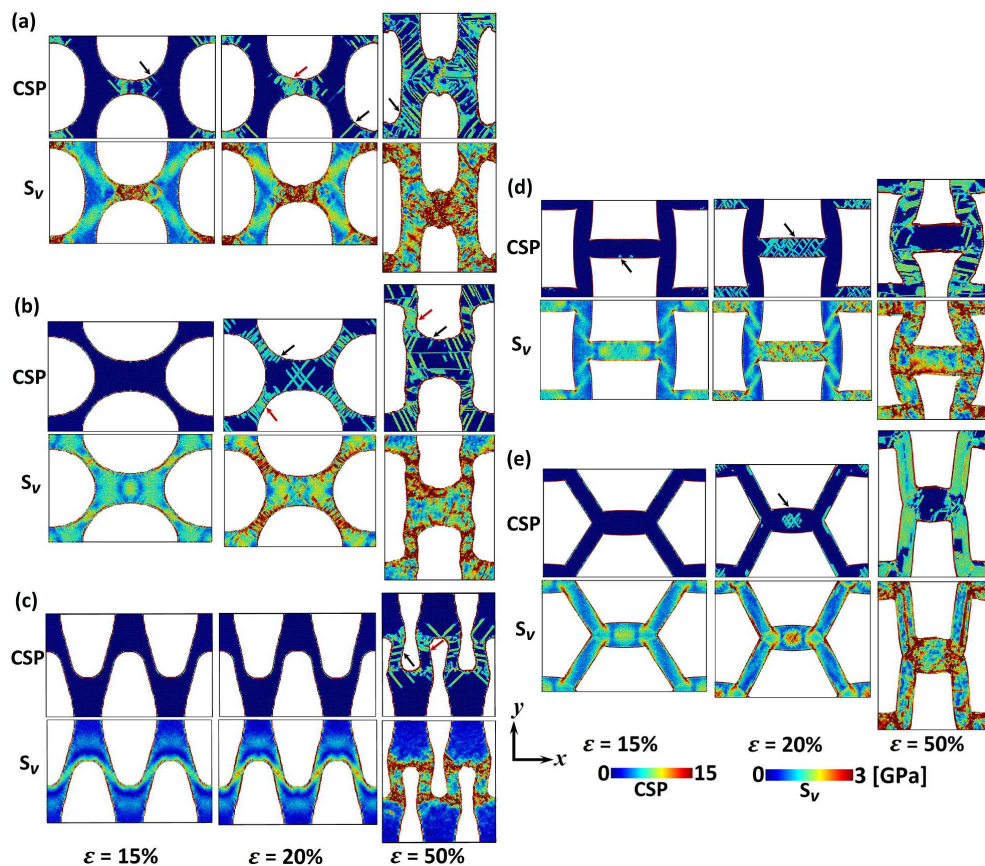 (a)
CSP
Sv
(b)
CSP
Sv
(c)
CSP
Sv
ε = 15% ε = 20% ε = 50%
(d)
CSP
Sv
(e)
CSP
Sv
y
x
ε = 15% ε = 20% ε = 50%
0 15 0 3 [GPa]
CSP Sv